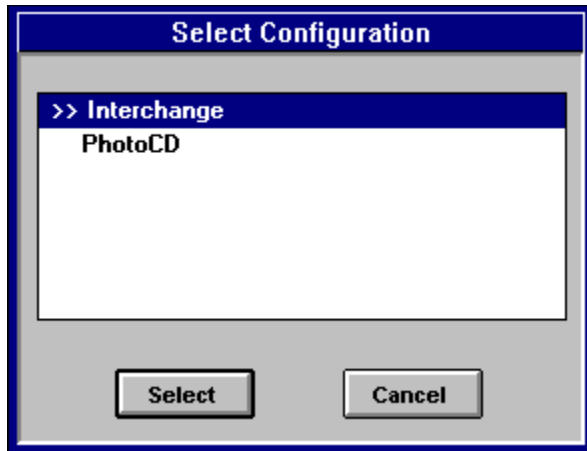 Select Configuration
>> Interchange
PhotoCD
Select Cancel